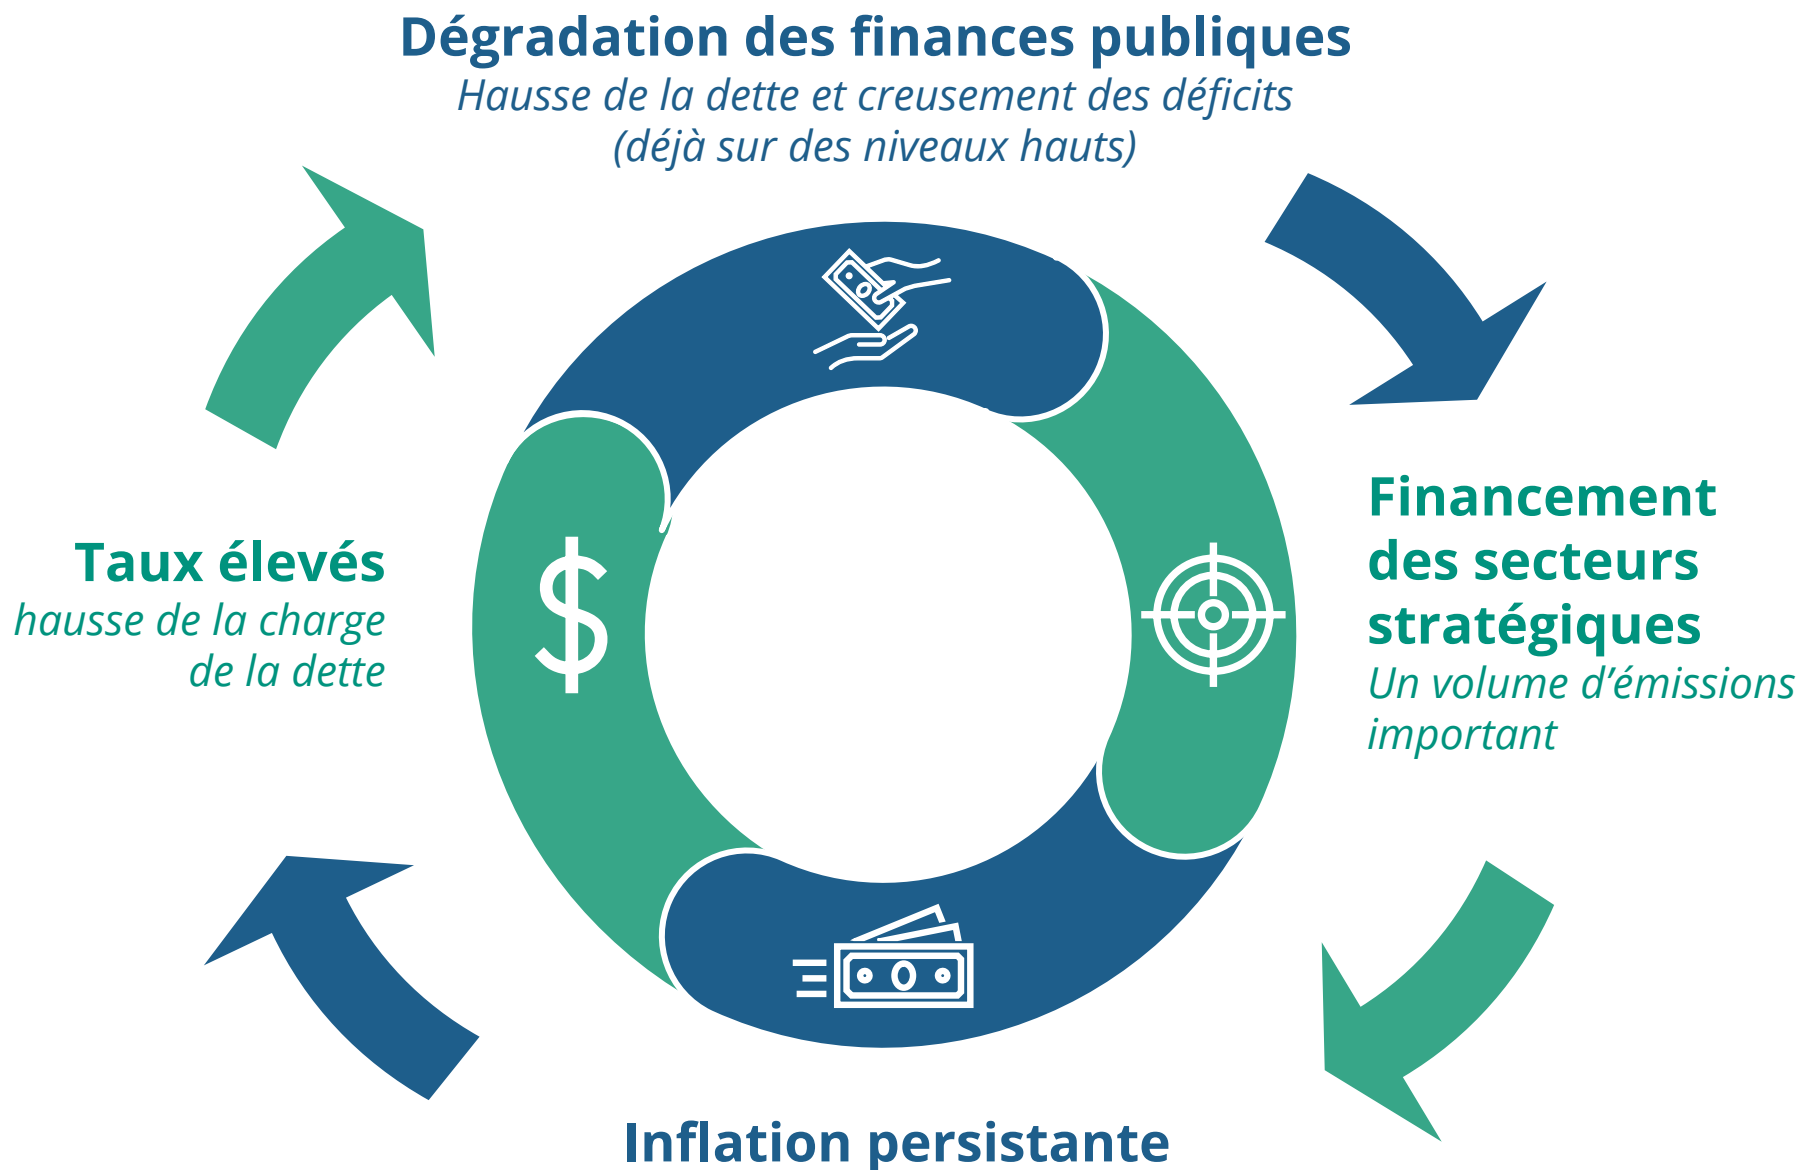 Dégradation des finances publiques
Hausse de la dette et creusement des déficits
(déjà sur des niveaux hauts)
Taux élevés
hausse de la charge
de la dette
Financement
des secteurs
stratégiques
Un volume d’émissions
important
Inflation persistante